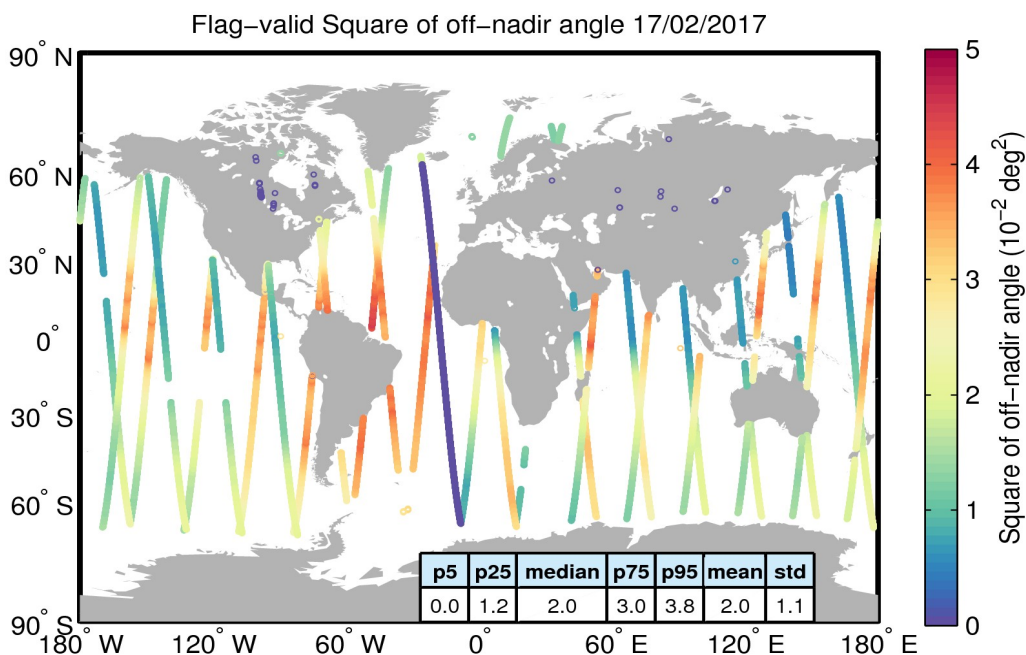 Flag−valid Square of off−nadir angle 17/02/2017
90° N
60° N
30° N
0°
30° S
60° S
90° S
180° W 120° W 60° W 0° 60° E 120° E 180° E
p5 p25 median p75 p95 mean std
0.0 1.2 2.0 3.0 3.8 2.0 1.1
5
4
3
2
1
0
Square of off−nadir angle (10⁻² deg²)